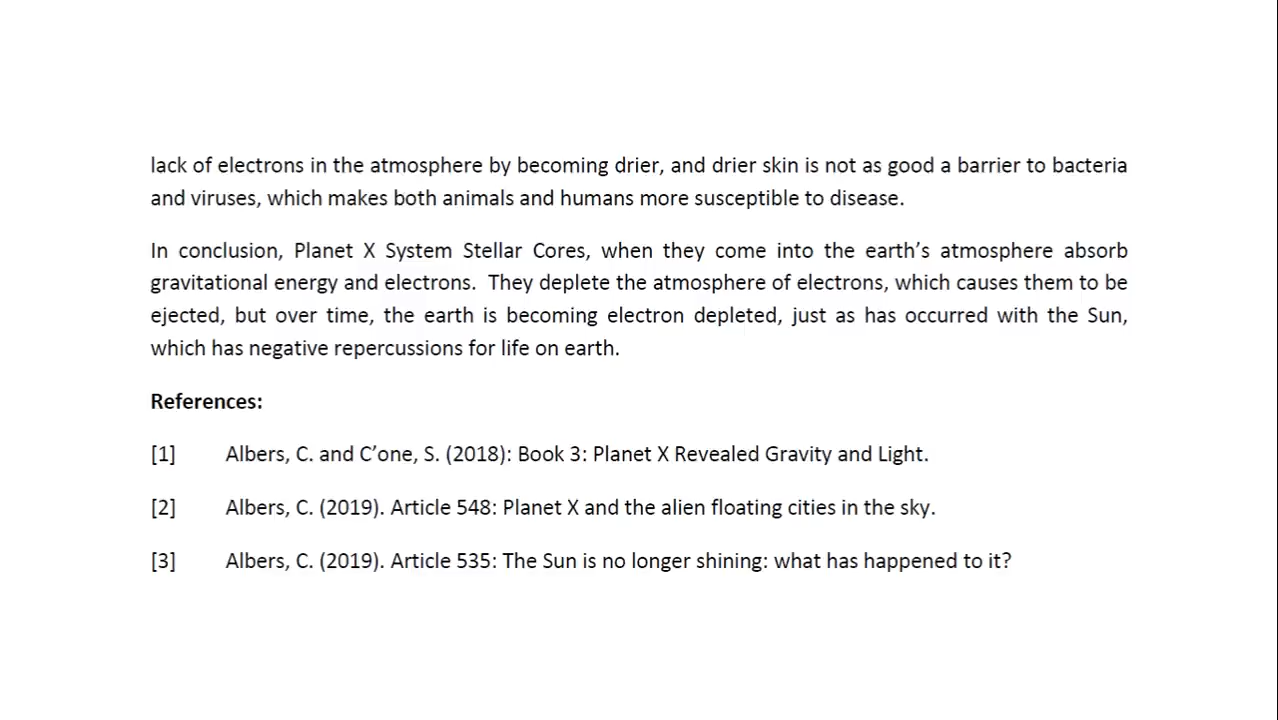 lack of electrons in the atmosphere by becoming drier, and drier skin is not as good a barrier to bacteria
and viruses, which makes both animals and humans more susceptible to disease.
In conclusion, Planet X System Stellar Cores, when they come into the earth’s atmosphere absorb
gravitational energy and electrons.  They deplete the atmosphere of electrons, which causes them to be
ejected, but over time, the earth is becoming electron depleted, just as has occurred with the Sun,
which has negative repercussions for life on earth.
References:
[1] Albers, C. and C’one, S. (2018): Book 3: Planet X Revealed Gravity and Light.
[2] Albers, C. (2019). Article 548: Planet X and the alien floating cities in the sky.
[3] Albers, C. (2019). Article 535: The Sun is no longer shining: what has happened to it?